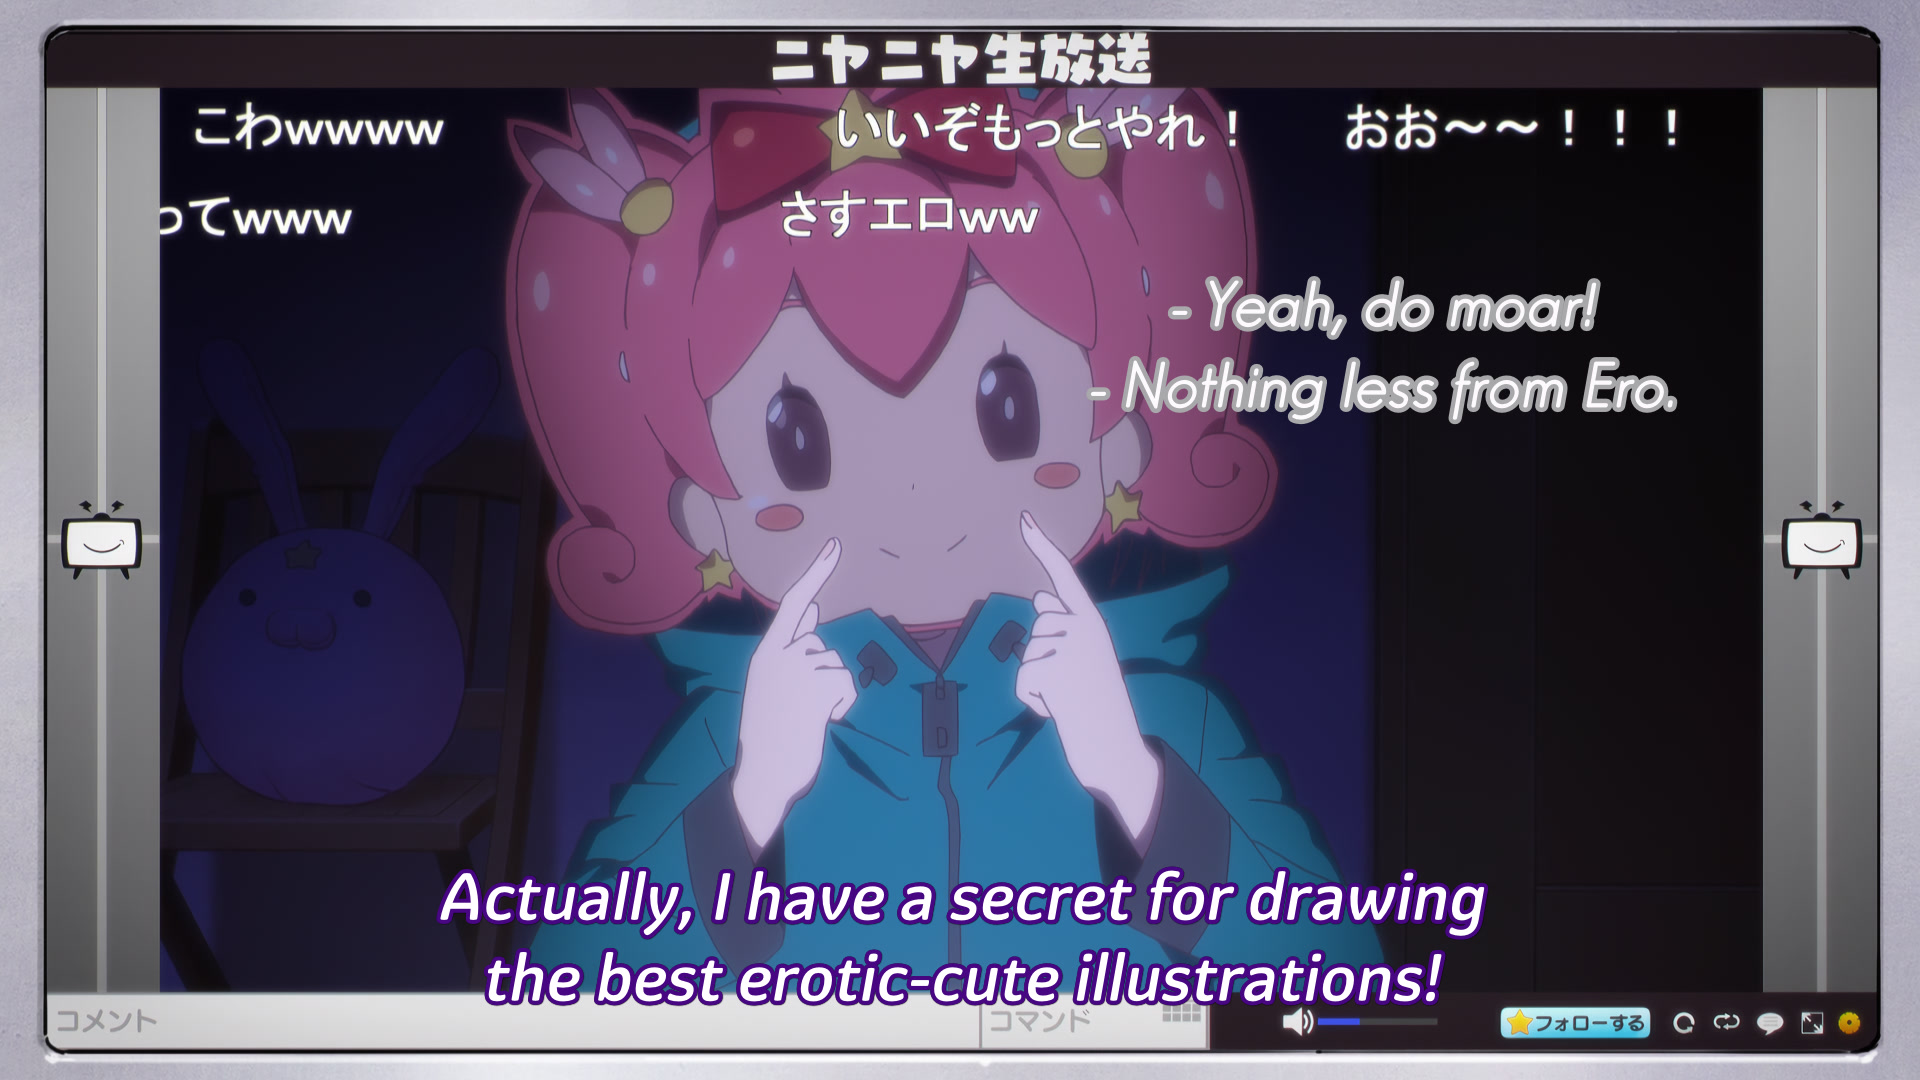 ニヤニヤ生放送
こわwwww
いいぞもっとやれ！
おお～～！！！
ってwww
さすエロww
- Yeah, do moar!
- Nothing less from Ero.
Actually, I have a secret for drawing
the best erotic-cute illustrations!
コメント
コマンド
フォローする